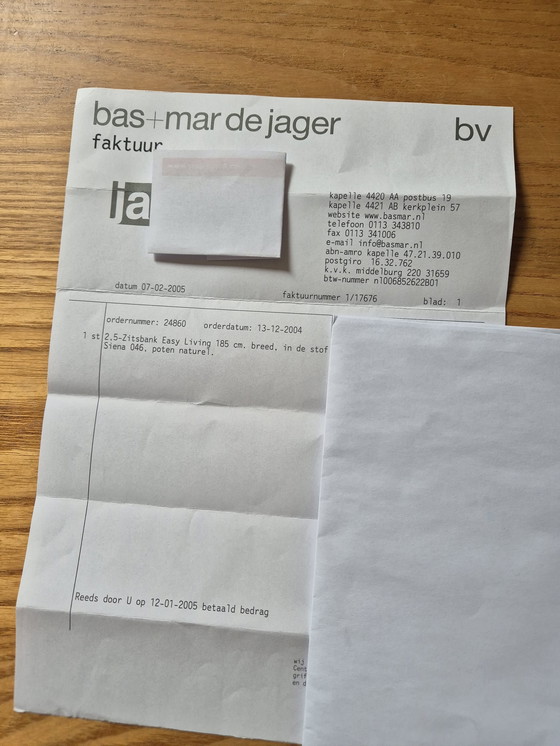 bas+mar de jager bv
faktuur
ja
kapelle 4420 AA postbus 19
kapelle 4421 AB kerkplein 57
website www.basmar.nl
telefoon 0113 343810
fax 0113 341006
e-mail info@basmar.nl
abn-amro kapelle 47.21.39.010
postgiro 16.32.762
k.v.k. middelburg 220 31659
btw-nummer nl006852622B01
datum 07-02-2005
faktuurnummer 1/17676 blad: 1
ordernummer: 24860 orderdatum: 13-12-2004
1 st 2,5-Zitsbank Easy Living 185 cm. breed, in de stof
Siena 046, poten naturel.
Reeds door U op 12-01-2005 betaald bedrag
wij
Cent
grif
en d